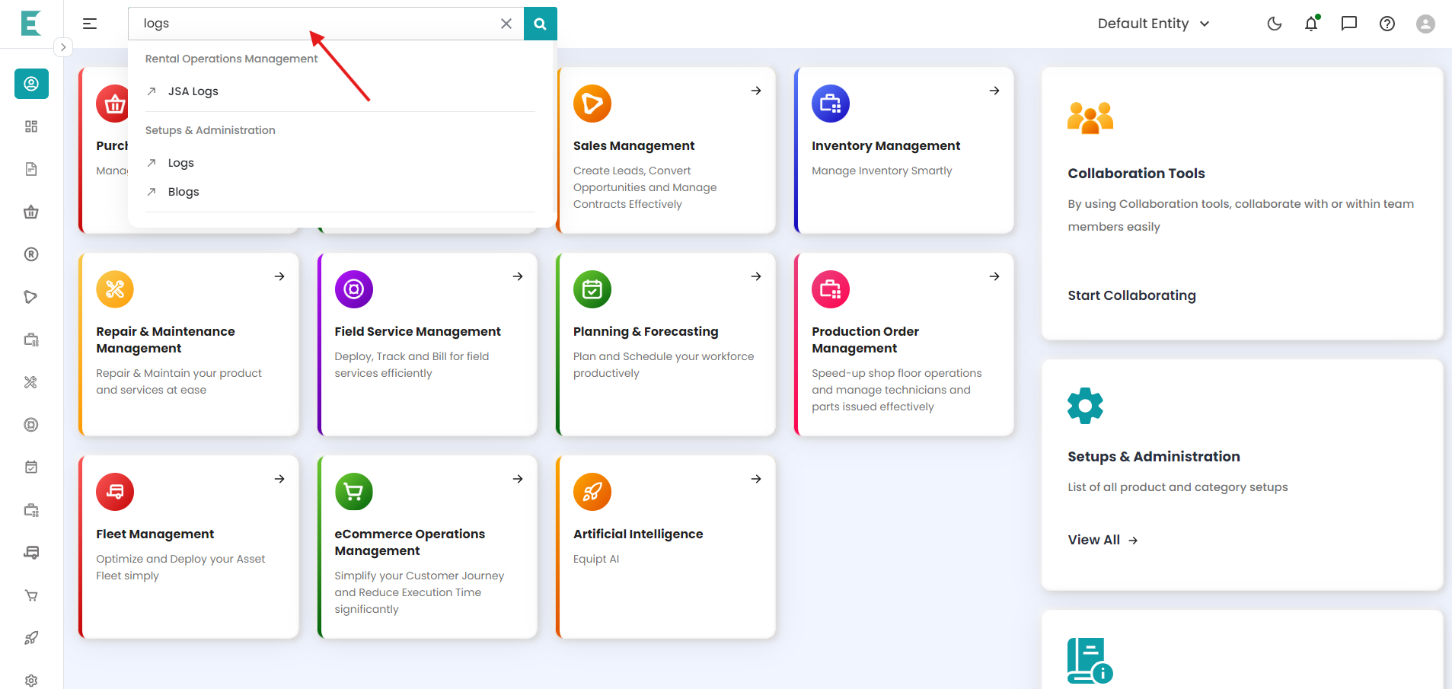 logs
Default Entity
Rental Operations Management
JSA Logs
Setups & Administration
Logs
Blogs
Sales Management
Create Leads, Convert
Opportunities and Manage
Contracts Effectively
Inventory Management
Manage Inventory Smartly
Repair & Maintenance
Management
Repair & Maintain your product
and services at ease
Field Service Management
Deploy, Track and Bill for field
services efficiently
Planning & Forecasting
Plan and Schedule your workforce
productively
Production Order
Management
Speed-up shop floor operations
and manage technicians and
parts issued effectively
Fleet Management
Optimize and Deploy your Asset
Fleet simply
eCommerce Operations
Management
Simplify your Customer Journey
and Reduce Execution Time
significantly
Artificial Intelligence
Equipt AI
Collaboration Tools
By using Collaboration tools, collaborate with or within team
members easily
Start Collaborating
Setups & Administration
List of all product and category setups
View All